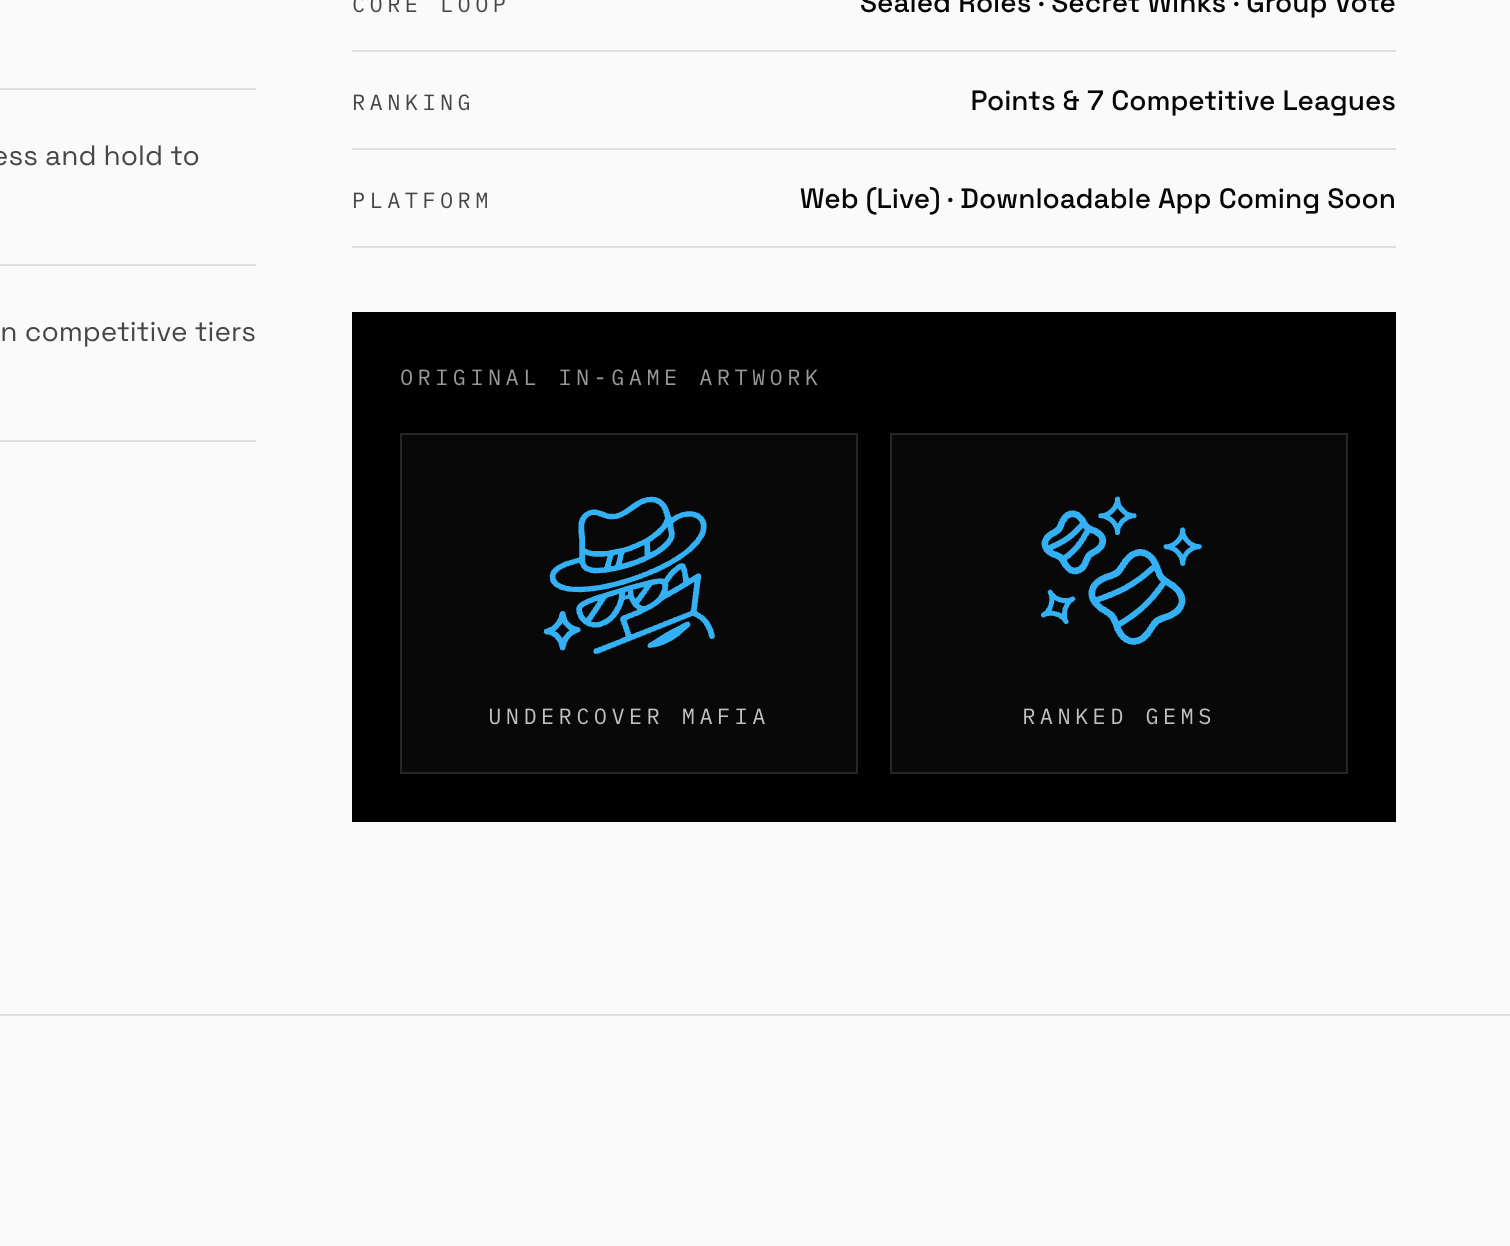 CORE LOOP
Sealed Roles · Secret Winks · Group Vote
RANKING
Points & 7 Competitive Leagues
ess and hold to
PLATFORM
Web (Live) · Downloadable App Coming Soon
n competitive tiers
ORIGINAL IN-GAME ARTWORK
UNDERCOVER MAFIA
RANKED GEMS